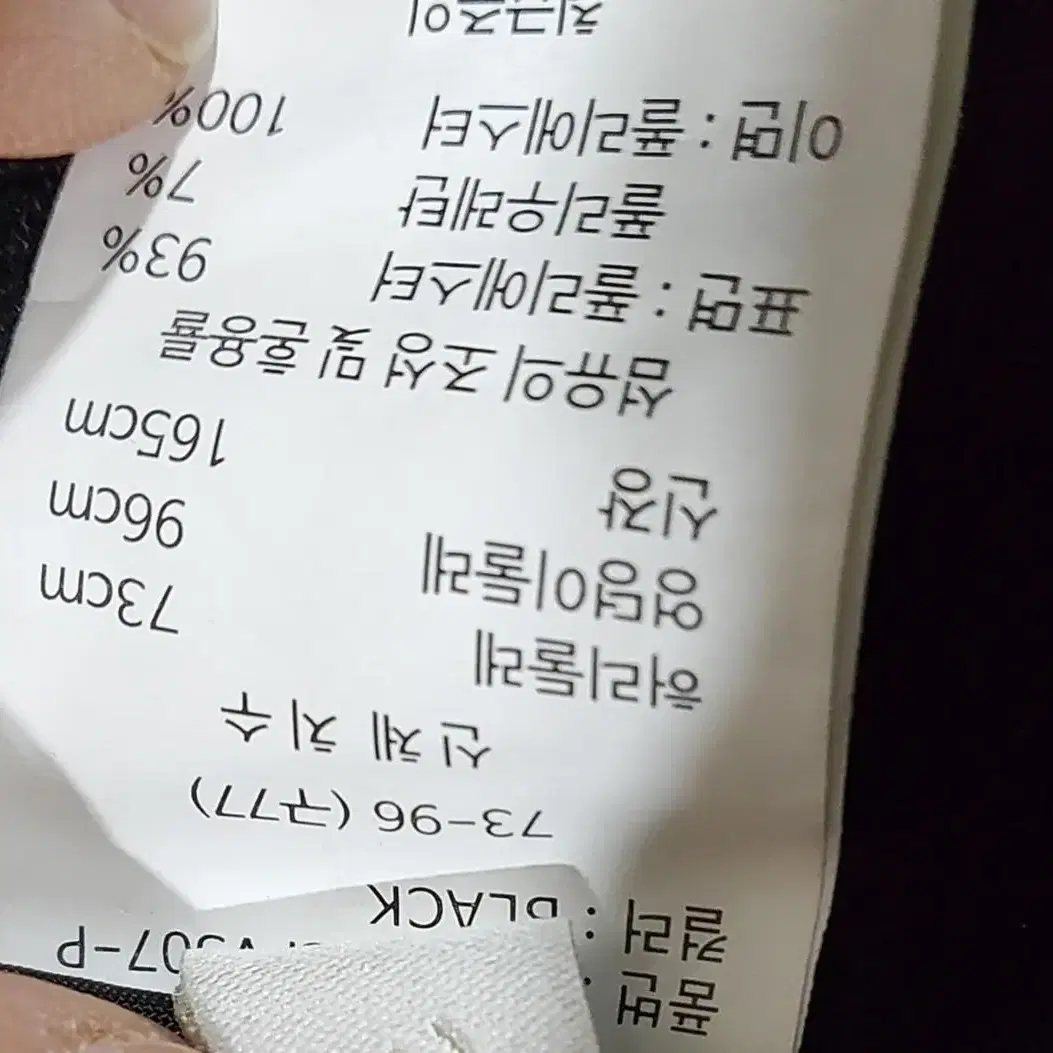 품번 :
컬러 : BLACK
73-96 (구77)
신 체 치 수
허리둘레 73cm
엉덩이둘레 96cm
신장 165cm
섬유의 조성 및 혼용률
표면 : 폴리에스터 93%
폴리우레탄 7%
이면 : 폴리에스터 100%